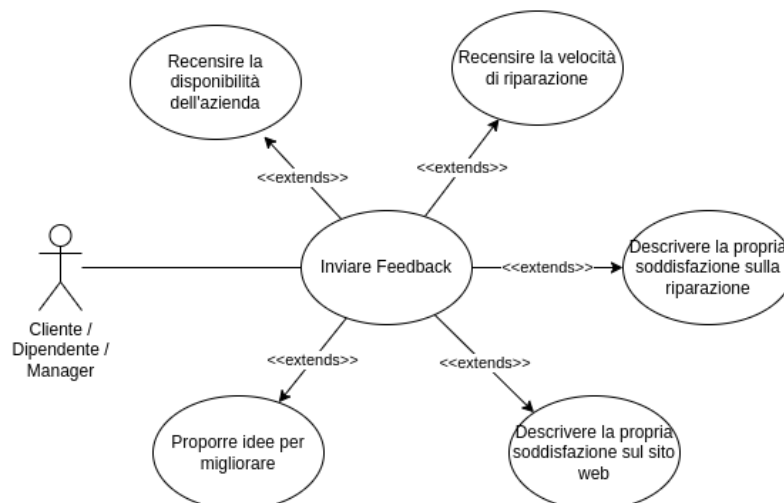 Recensire la
disponibilità
dell'azienda
Recensire la velocità
di riparazione
<<extends>>
<<extends>>
Cliente /
Dipendente /
Manager
Inviare Feedback
<<extends>>
Descrivere la propria
soddisfazione sulla
riparazione
<<extends>>
<<extends>>
Proporre idee per
migliorare
Descrivere la propria
soddisfazione sul sito
web